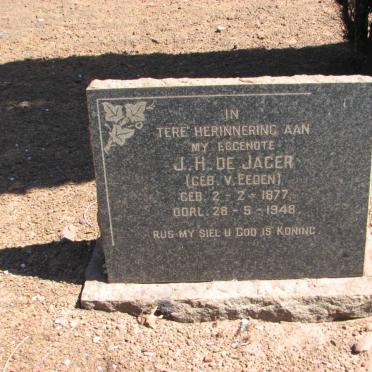 IN
TERE HERINNERING AAN
MY EGGENOTE
J. H. DE JAGER
(GEB. V. EEDEN)
GEB. 2 - 2 - 1877
OORL. 28 - 5 - 1948
RUS MY SIEL U GOD IS KONING